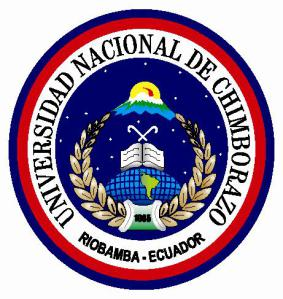 UNIVERSIDAD NACIONAL DE CHIMBORAZO
1995
RIOBAMBA - ECUADOR